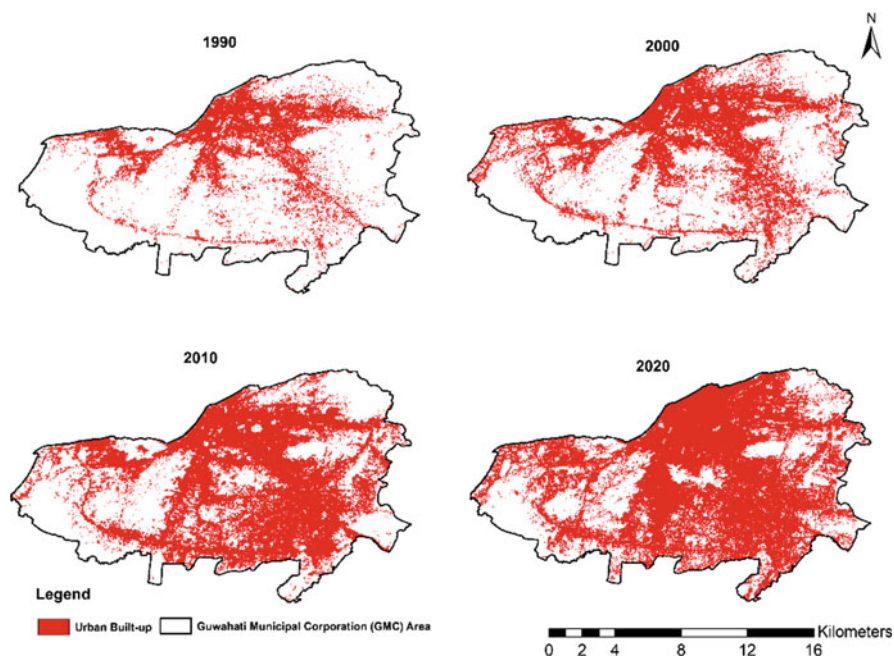 1990
2000
N
2010
2020
Legend
Urban Built-up
Guwahati Municipal Corporation (GMC) Area
Kilometers
0 2 4 8 12 16